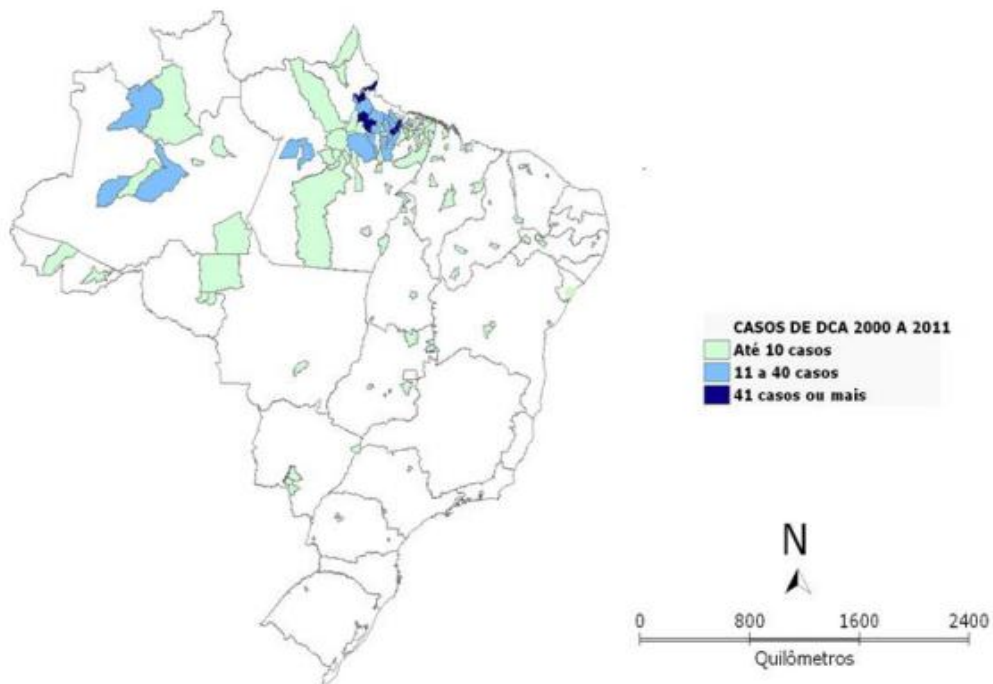 CASOS DE DCA 2000 A 2011
Até 10 casos
11 a 40 casos
41 casos ou mais
N
0 800 1600 2400
Quilômetros